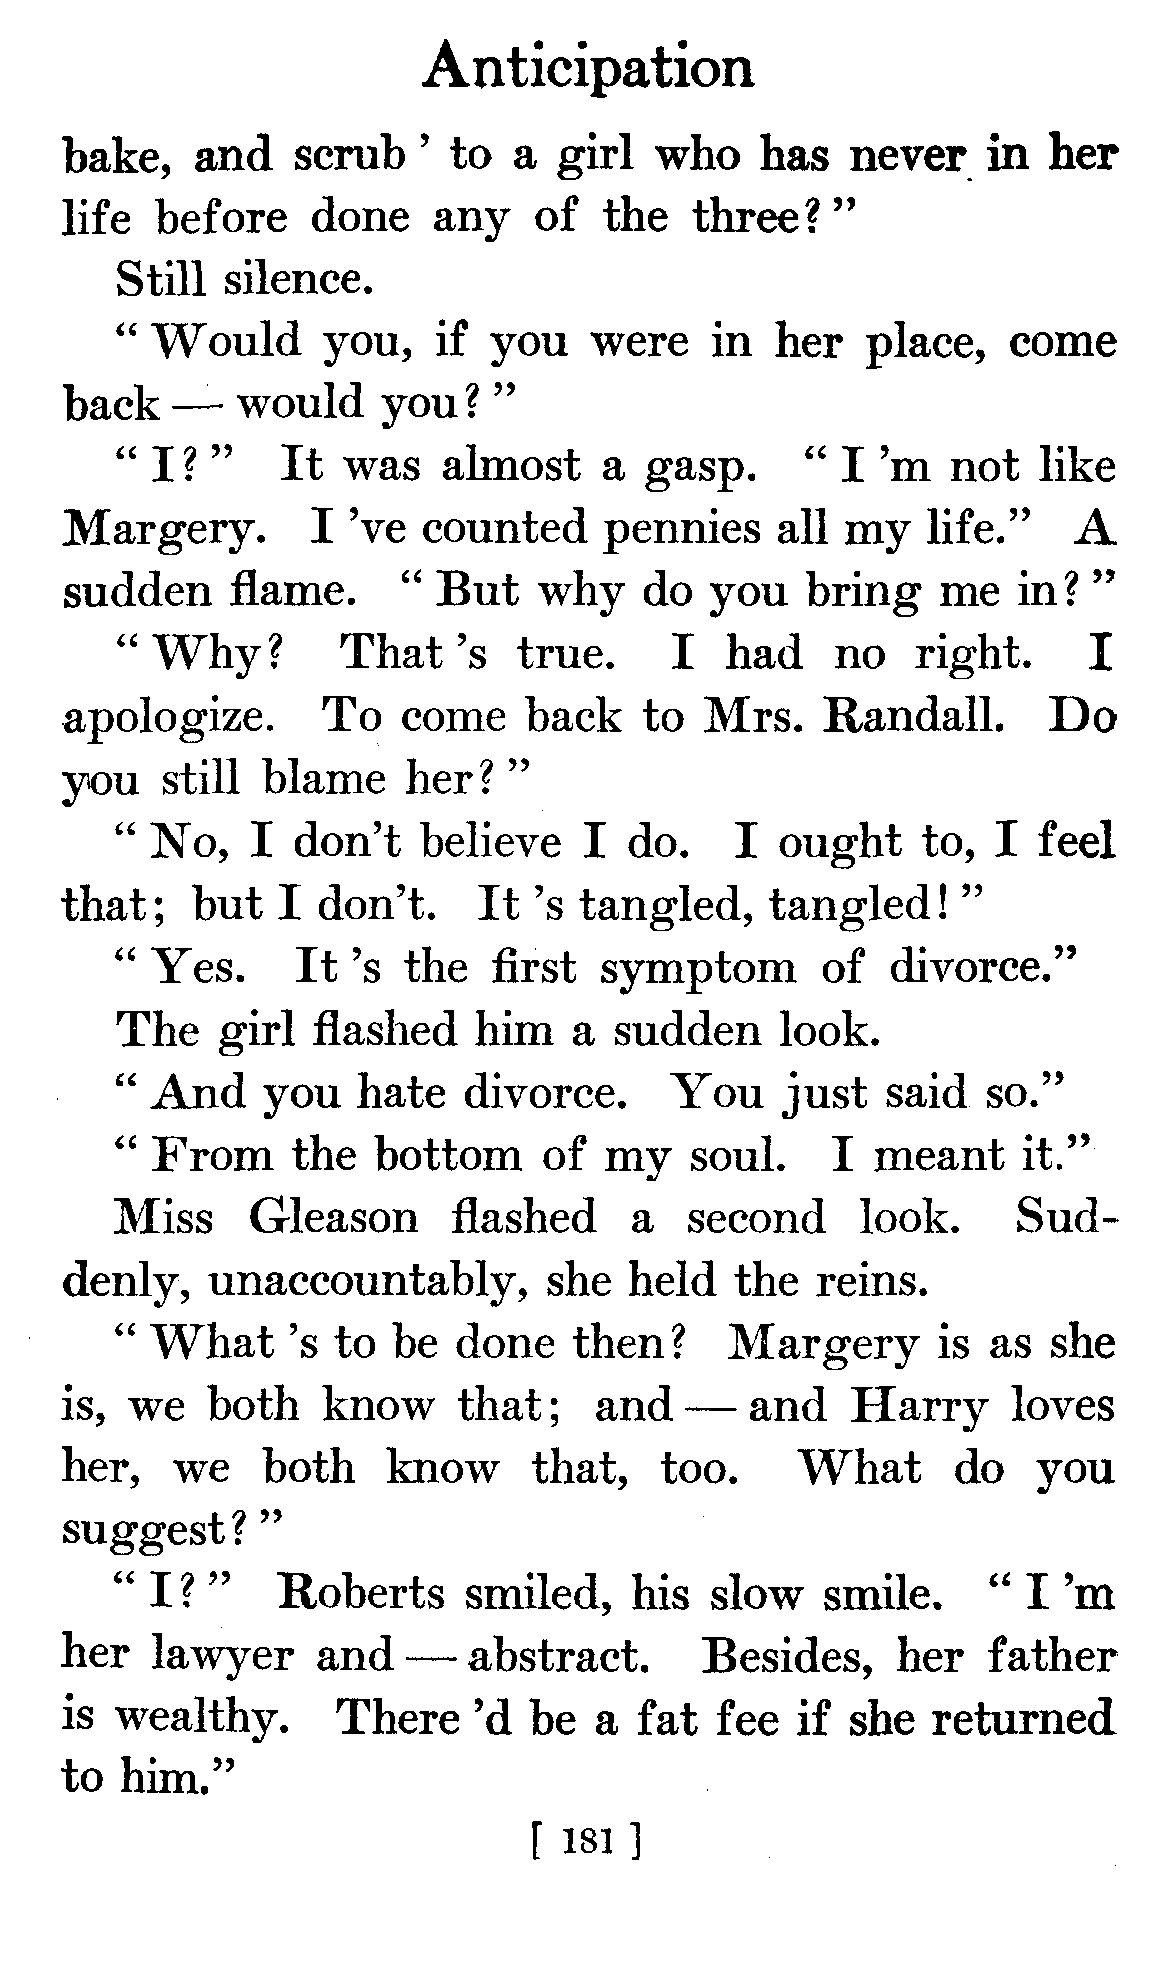 Anticipation
bake, and scrub ’ to a girl who has never in her
life before done any of the three? ”
Still silence.
“ Would you, if you were in her place, come
back — would you? ”
“ I? ” It was almost a gasp. “ I ’m not like
Margery. I ’ve counted pennies all my life.” A
sudden flame. “ But why do you bring me in? ”
“ Why? That ’s true. I had no right. I
apologize. To come back to Mrs. Randall. Do
you still blame her? ”
“ No, I don’t believe I do. I ought to, I feel
that; but I don’t. It ’s tangled, tangled! ”
“ Yes. It ’s the first symptom of divorce.”
The girl flashed him a sudden look.
“ And you hate divorce. You just said so.”
“ From the bottom of my soul. I meant it.”
Miss Gleason flashed a second look. Sud-
denly, unaccountably, she held the reins.
“ What ’s to be done then? Margery is as she
is, we both know that; and — and Harry loves
her, we both know that, too. What do you
suggest? ”
“ I? ” Roberts smiled, his slow smile. “ I ’m
her lawyer and — abstract. Besides, her father
is wealthy. There ’d be a fat fee if she returned
to him.”
[ 181 ]